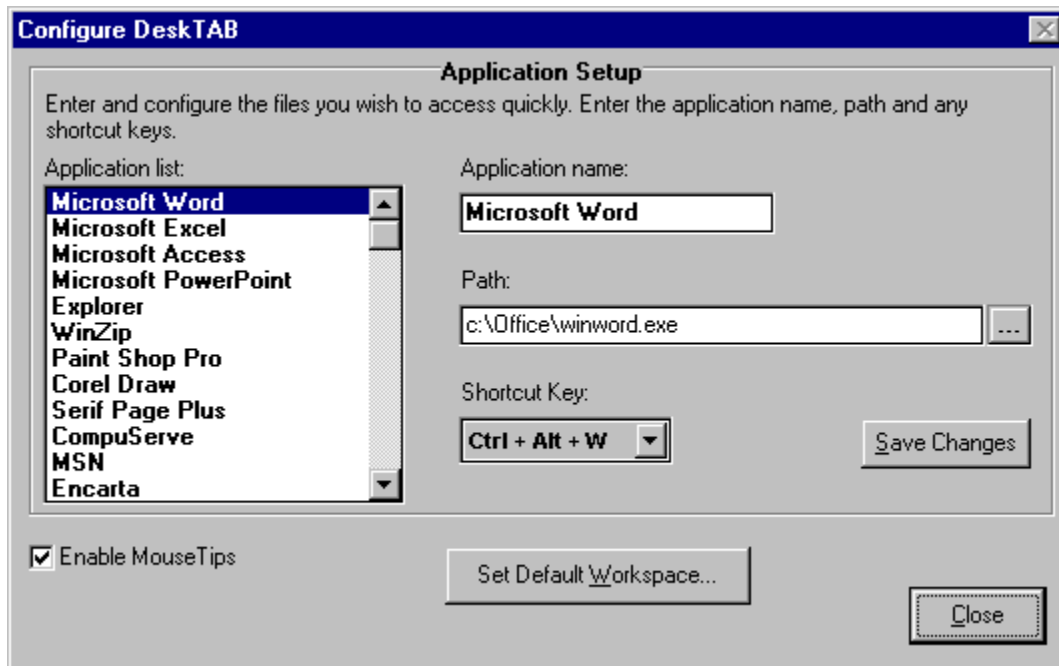 Configure DeskTAB
Application Setup
Enter and configure the files you wish to access quickly. Enter the application name, path and any
shortcut keys.
Application list:
Microsoft Word
Microsoft Excel
Microsoft Access
Microsoft PowerPoint
Explorer
WinZip
Paint Shop Pro
Corel Draw
Serif Page Plus
CompuServe
MSN
Encarta
Application name:
Microsoft Word
Path:
c:\Office\winword.exe
...
Shortcut Key:
Ctrl + Alt + W
Save Changes
Enable MouseTips
Set Default Workspace...
Close